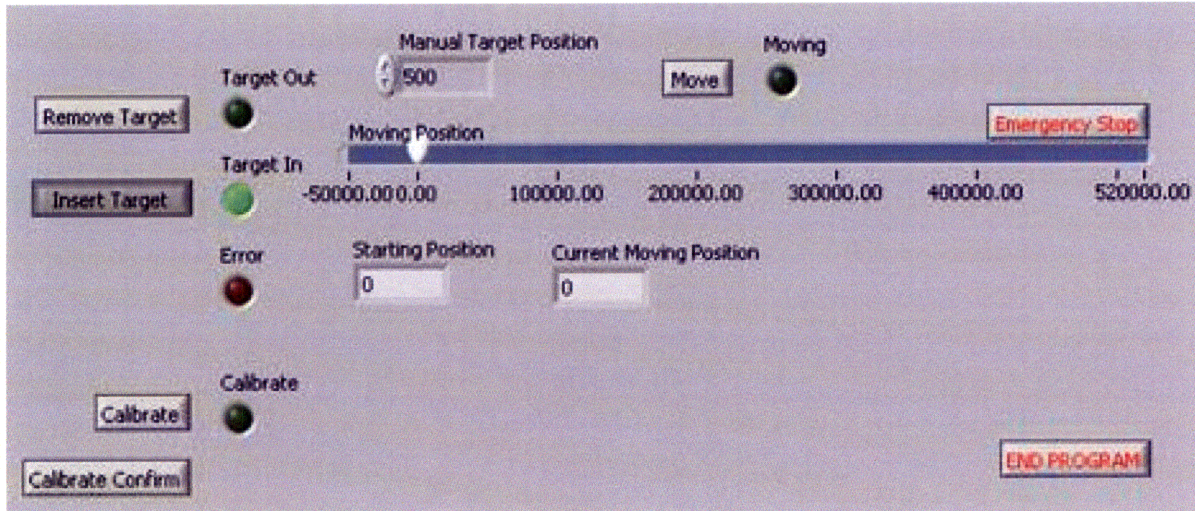 Manual Target Position
Moving
Target Out
500
Move
Remove Target
Emergency Stop
Moving Position
Target In
Insert Target
-50000.00 0.00 100000.00 200000.00 300000.00 400000.00 520000.00
Error
Starting Position
Current Moving Position
0
0
Calibrate
Calibrate
Calibrate Confirm
END PROGRAM